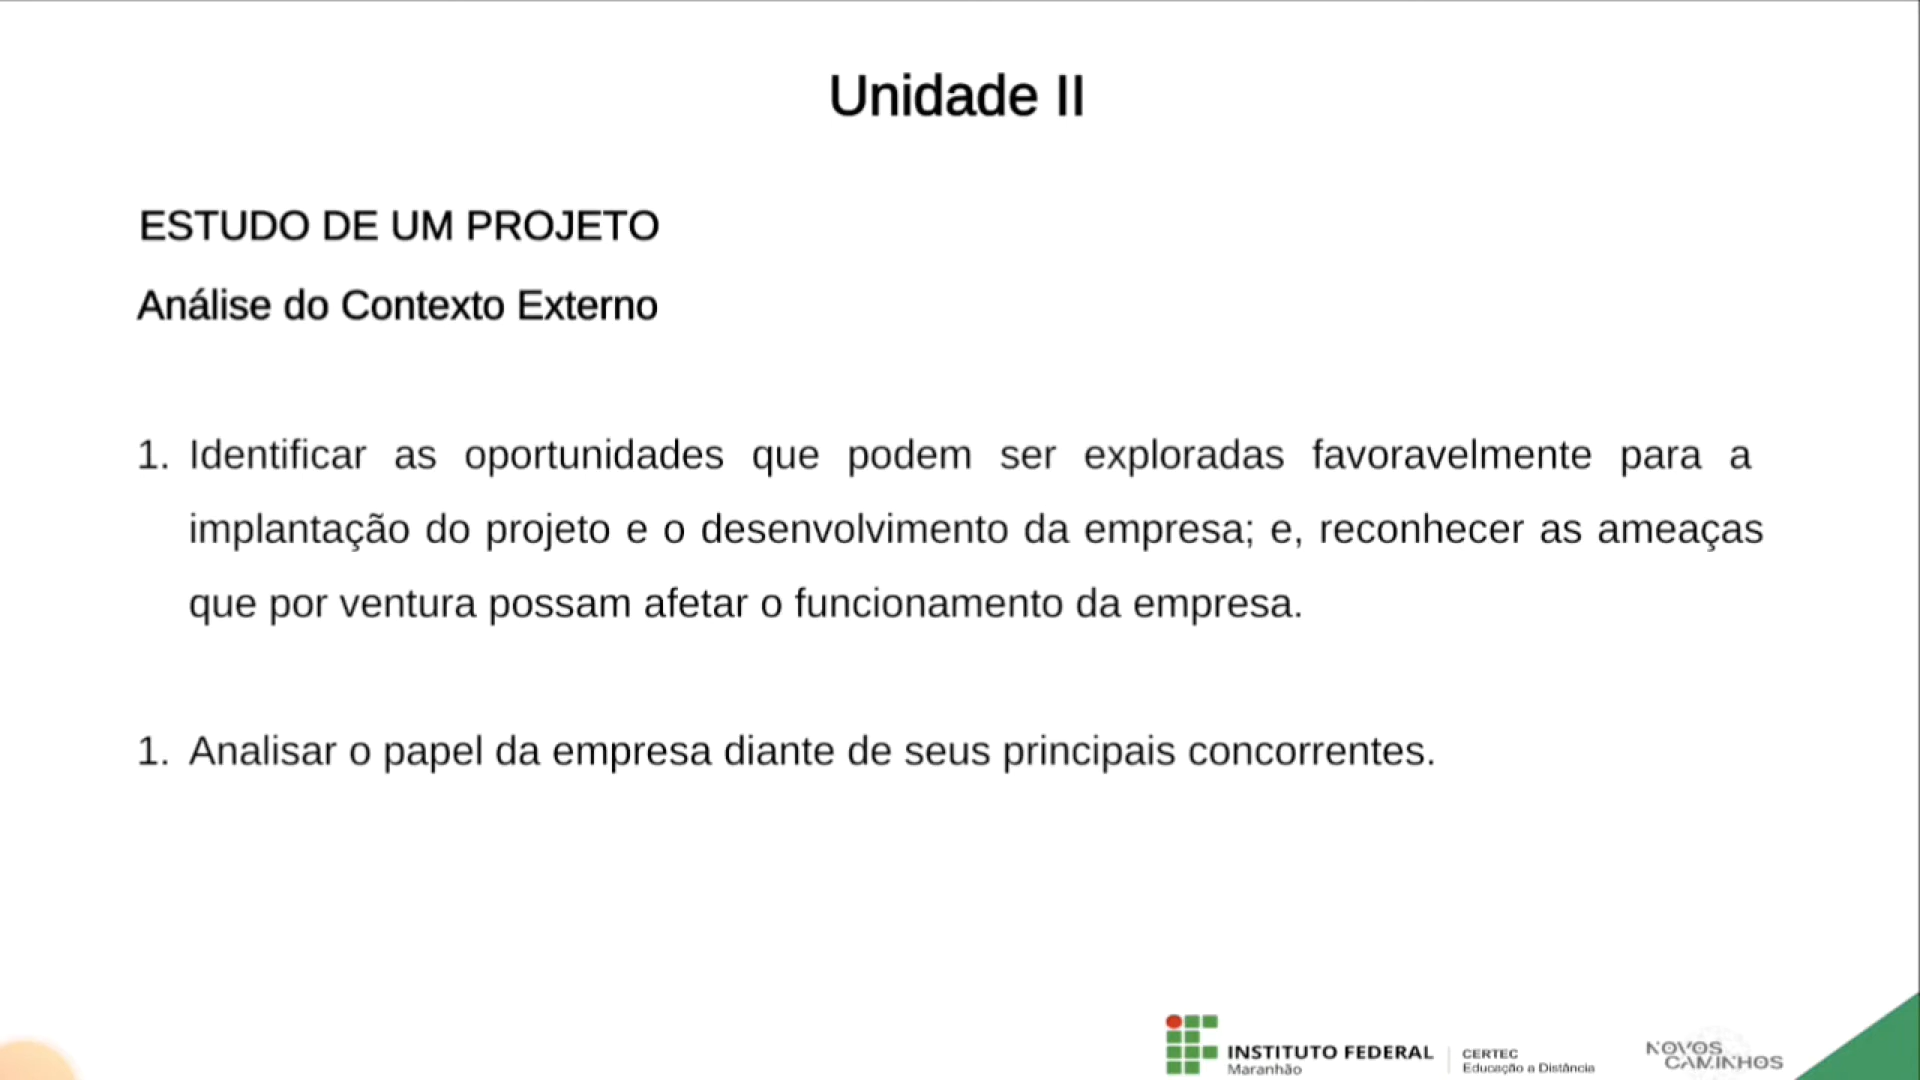 Unidade II
ESTUDO DE UM PROJETO
Análise do Contexto Externo
1. Identificar as oportunidades que podem ser exploradas favoravelmente para a
implantação do projeto e o desenvolvimento da empresa; e, reconhecer as ameaças
que por ventura possam afetar o funcionamento da empresa.
1. Analisar o papel da empresa diante de seus principais concorrentes.
INSTITUTO FEDERAL
Maranhão
CERTEC
Educação a Distância
NOVOS
CAMINHOS